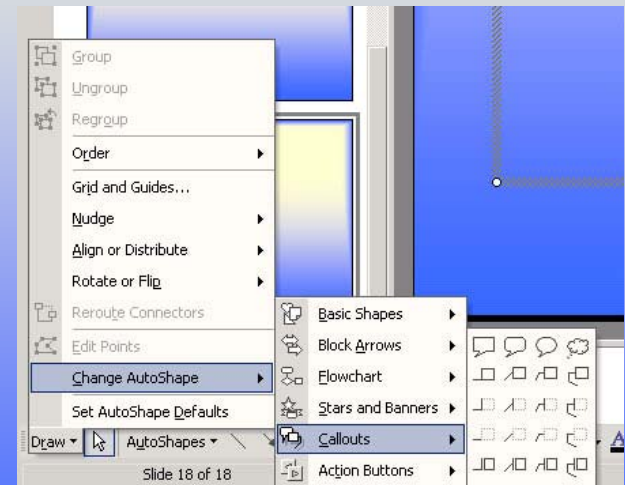 Group
Ungroup
Regroup
Order
Grid and Guides...
Nudge
Align or Distribute
Rotate or Flip
Reroute Connectors
Edit Points
Change AutoShape
Set AutoShape Defaults
Basic Shapes
Block Arrows
Flowchart
Stars and Banners
Callouts
Action Buttons
Draw
AutoShapes
A
Slide 18 of 18